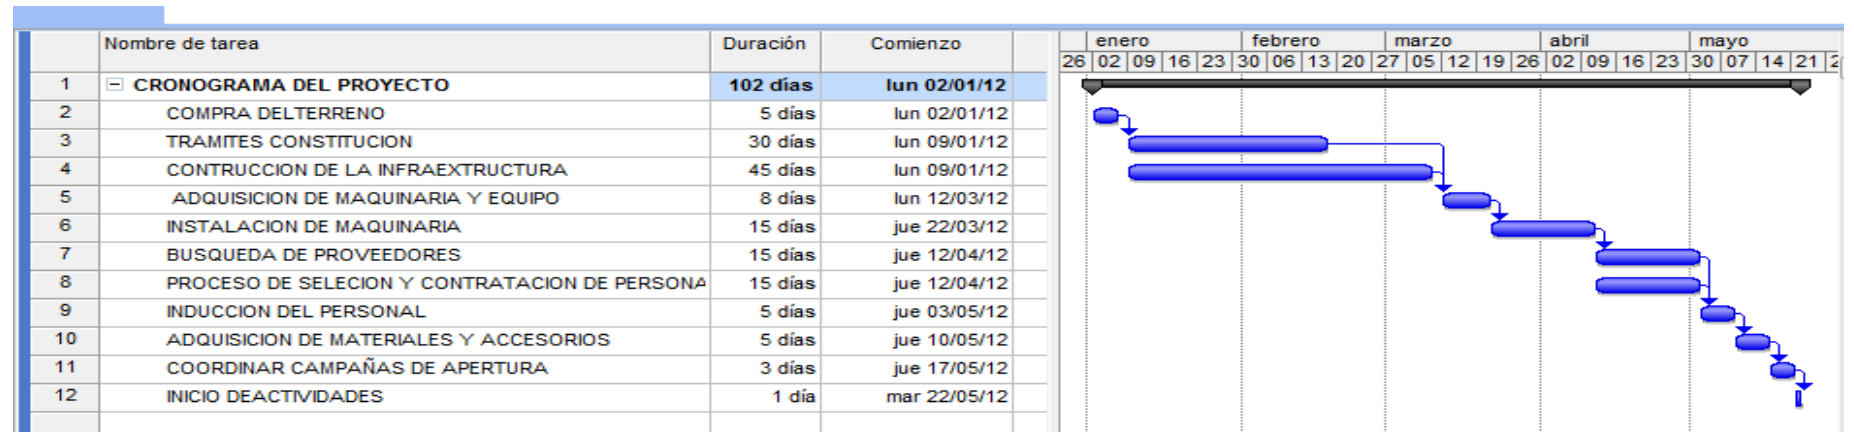 Nombre de tarea Duración Comienzo enero febrero marzo abril mayo
26 02 09 16 23 30 06 13 20 27 05 12 19 26 02 09 16 23 30 07 14 21
1 CRONOGRAMA DEL PROYECTO 102 días lun 02/01/12
2 COMPRA DELTERRENO 5 días lun 02/01/12
3 TRAMITES CONSTITUCION 30 días lun 09/01/12
4 CONTRUCCION DE LA INFRAEXTRUCTURA 45 días lun 09/01/12
5 ADQUISICION DE MAQUINARIA Y EQUIPO 8 días lun 12/03/12
6 INSTALACION DE MAQUINARIA 15 días jue 22/03/12
7 BUSQUEDA DE PROVEEDORES 15 días jue 12/04/12
8 PROCESO DE SELECION Y CONTRATACION DE PERSONA 15 días jue 12/04/12
9 INDUCCION DEL PERSONAL 5 días jue 03/05/12
10 ADQUISICION DE MATERIALES Y ACCESORIOS 5 días jue 10/05/12
11 COORDINAR CAMPAÑAS DE APERTURA 3 días jue 17/05/12
12 INICIO DEACTIVIDADES 1 día mar 22/05/12